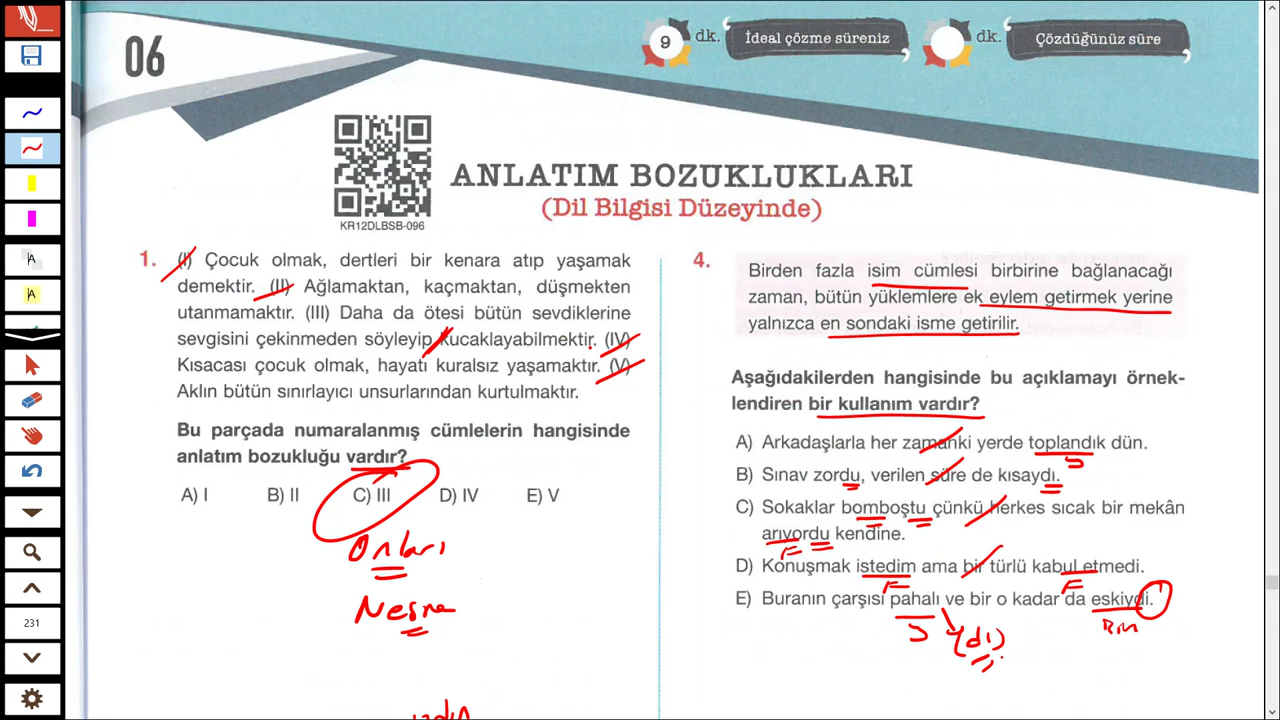 06
9
dk.
İdeal çözme süreniz
dk.
Çözdüğünüz süre
KR12DLBSB-096
ANLATIM BOZUKLUKLARI
(Dil Bilgisi Düzeyinde)
1. (I) Çocuk olmak, dertleri bir kenara atıp yaşamak
demektir. (II) Ağlamaktan, kaçmaktan, düşmekten
utanmamaktır. (III) Daha da ötesi bütün sevdiklerine
sevgisini çekinmeden söyleyip kucaklayabilmektir. (IV)
Kısacası çocuk olmak, hayatı kuralsız yaşamaktır. (V)
Aklın bütün sınırlayıcı unsurlarından kurtulmaktır.
Bu parçada numaralanmış cümlelerin hangisinde
anlatım bozukluğu vardır?
A) I B) II C) III D) IV E) V
Onları
Nesne
4. Birden fazla isim cümlesi birbirine bağlanacağı
zaman, bütün yüklemlere ek eylem getirmek yerine
yalnızca en sondaki isme getirilir.
Aşağıdakilerden hangisinde bu açıklamayı örnek-
lendiren bir kullanım vardır?
A) Arkadaşlarla her zamanki yerde toplandık dün.
B) Sınav zordu, verilen süre de kısaydı.
C) Sokaklar bomboştu çünkü herkes sıcak bir mekân
arıyordu kendine.
F
D) Konuşmak istedim ama bir türlü kabul etmedi.
F F
E) Buranın çarşısı pahalı ve bir o kadar da eskiydi.
(dı)
A
A
231